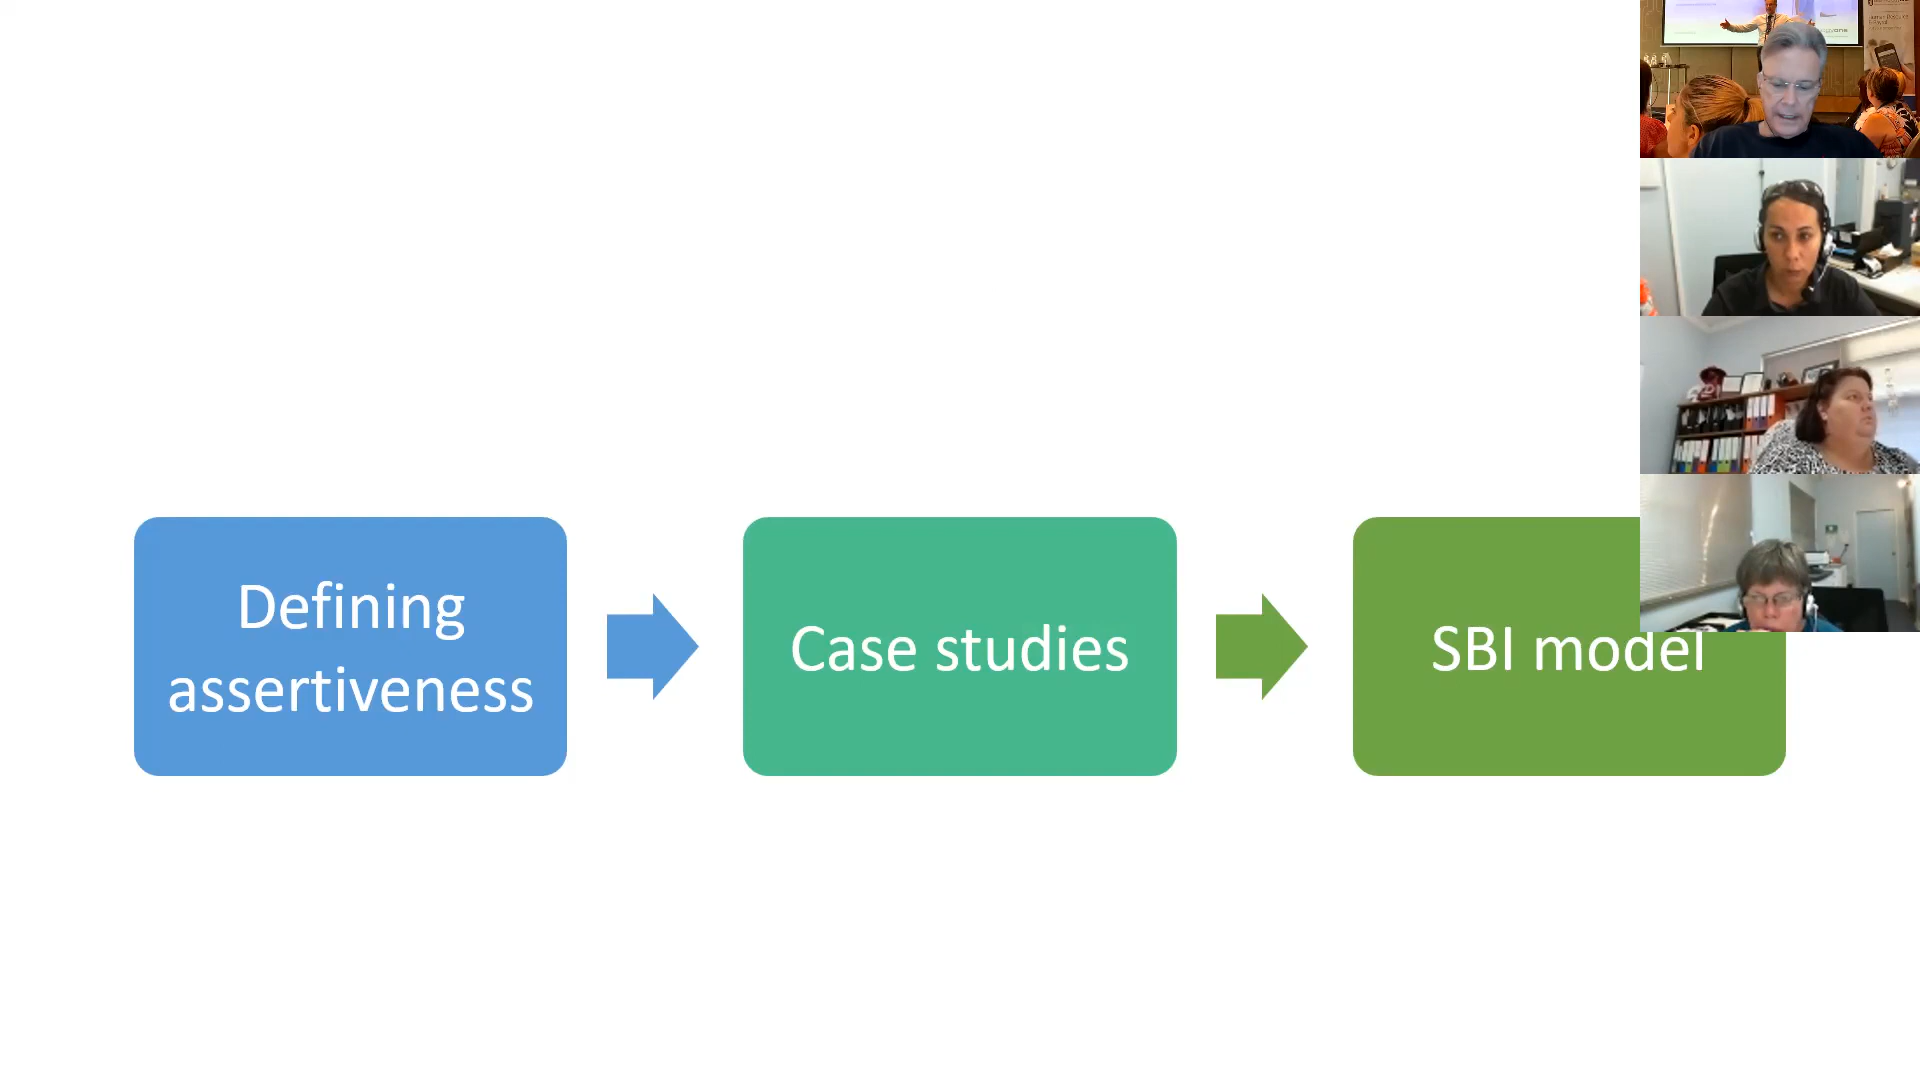 Defining
assertiveness
Case studies
SBI model